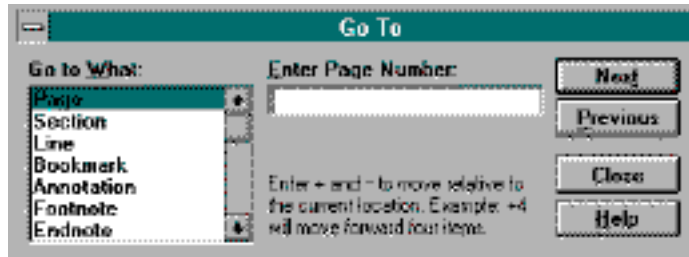 Go To
Go to What:
Page
Section
Line
Bookmark
Annotation
Footnote
Endnote
Enter Page Number:
Enter + and - to move relative to
the current location. Example: +4
will move forward four items.
Next
Previous
Close
Help